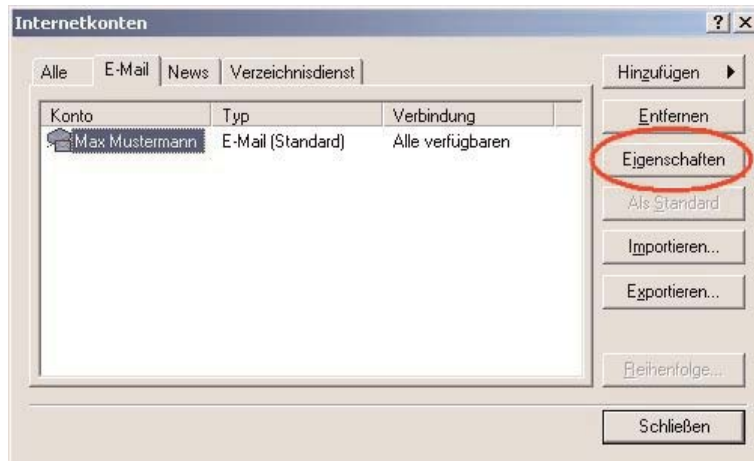 Internetkonten
Alle E-Mail News Verzeichnisdienst
Konto Typ Verbindung
Max Mustermann E-Mail (Standard) Alle verfügbaren
Hinzufügen
Entfernen
Eigenschaften
Als Standard
Importieren...
Exportieren...
Reihenfolge...
Schließen